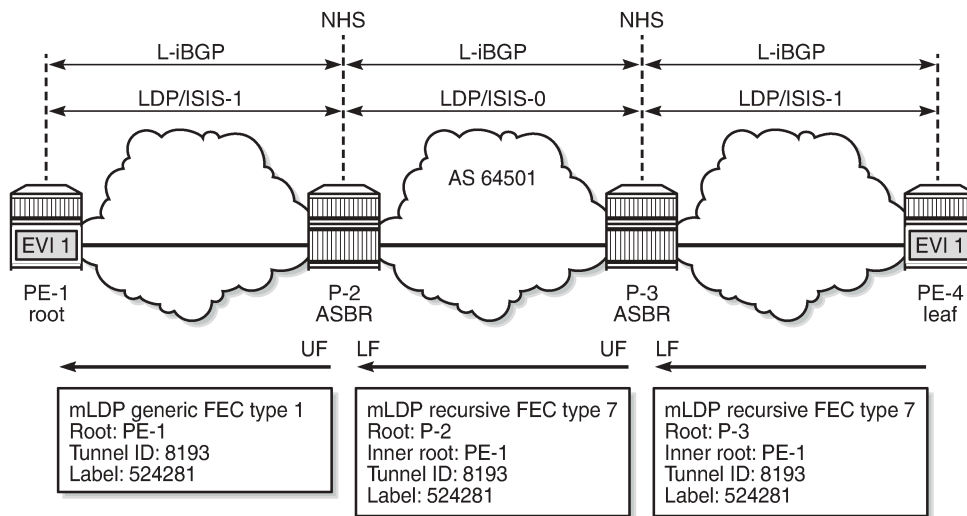 NHS NHS
L-iBGP L-iBGP L-iBGP
LDP/ISIS-1 LDP/ISIS-0 LDP/ISIS-1
AS 64501
EVI 1 EVI 1
PE-1
root
P-2
ASBR
P-3
ASBR
PE-4
leaf
UF LF UF LF
mLDP generic FEC type 1
Root: PE-1
Tunnel ID: 8193
Label: 524281
mLDP recursive FEC type 7
Root: P-2
Inner root: PE-1
Tunnel ID: 8193
Label: 524281
mLDP recursive FEC type 7
Root: P-3
Inner root: PE-1
Tunnel ID: 8193
Label: 524281